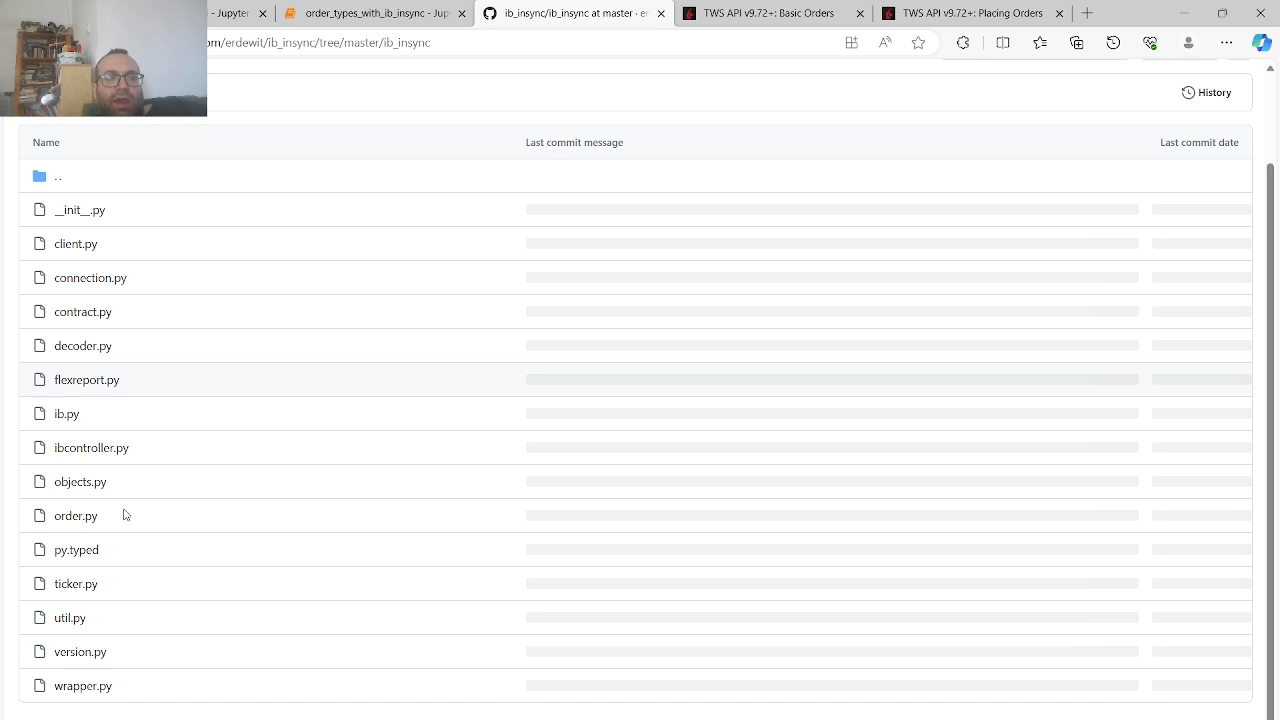 - Jupyter
order_types_with_ib_insync - Jup
ib_insync/ib_insync at master · er
TWS API v9.72+: Basic Orders
TWS API v9.72+: Placing Orders
om/erdewit/ib_insync/tree/master/ib_insync
History
Name Last commit message Last commit date
..
__init__.py
client.py
connection.py
contract.py
decoder.py
flexreport.py
ib.py
ibcontroller.py
objects.py
order.py
py.typed
ticker.py
util.py
version.py
wrapper.py